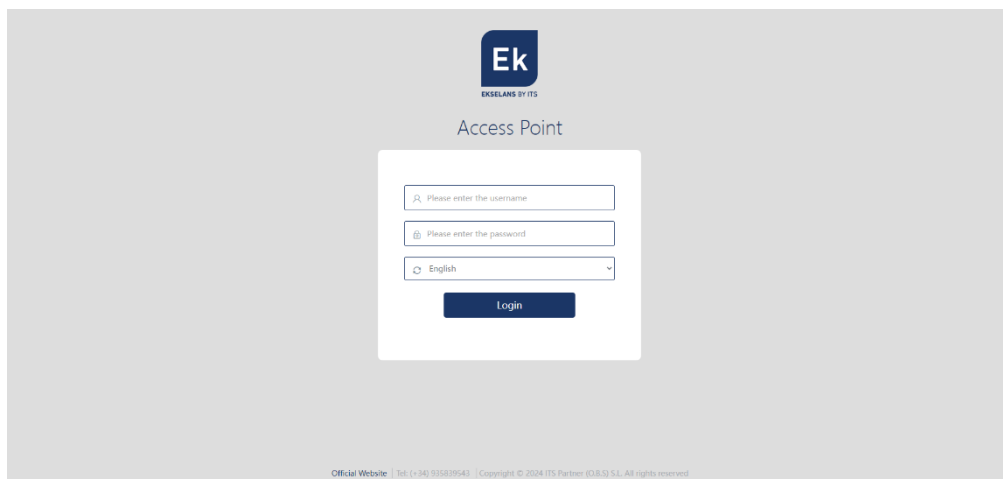 Ek
EKSELANS BY ITS
Access Point
Please enter the username
Please enter the password
English
Login
Official Website | Tel: (+34) 935839543 | Copyright © 2024 ITS Partner (O.B.S) S.L. All rights reserved